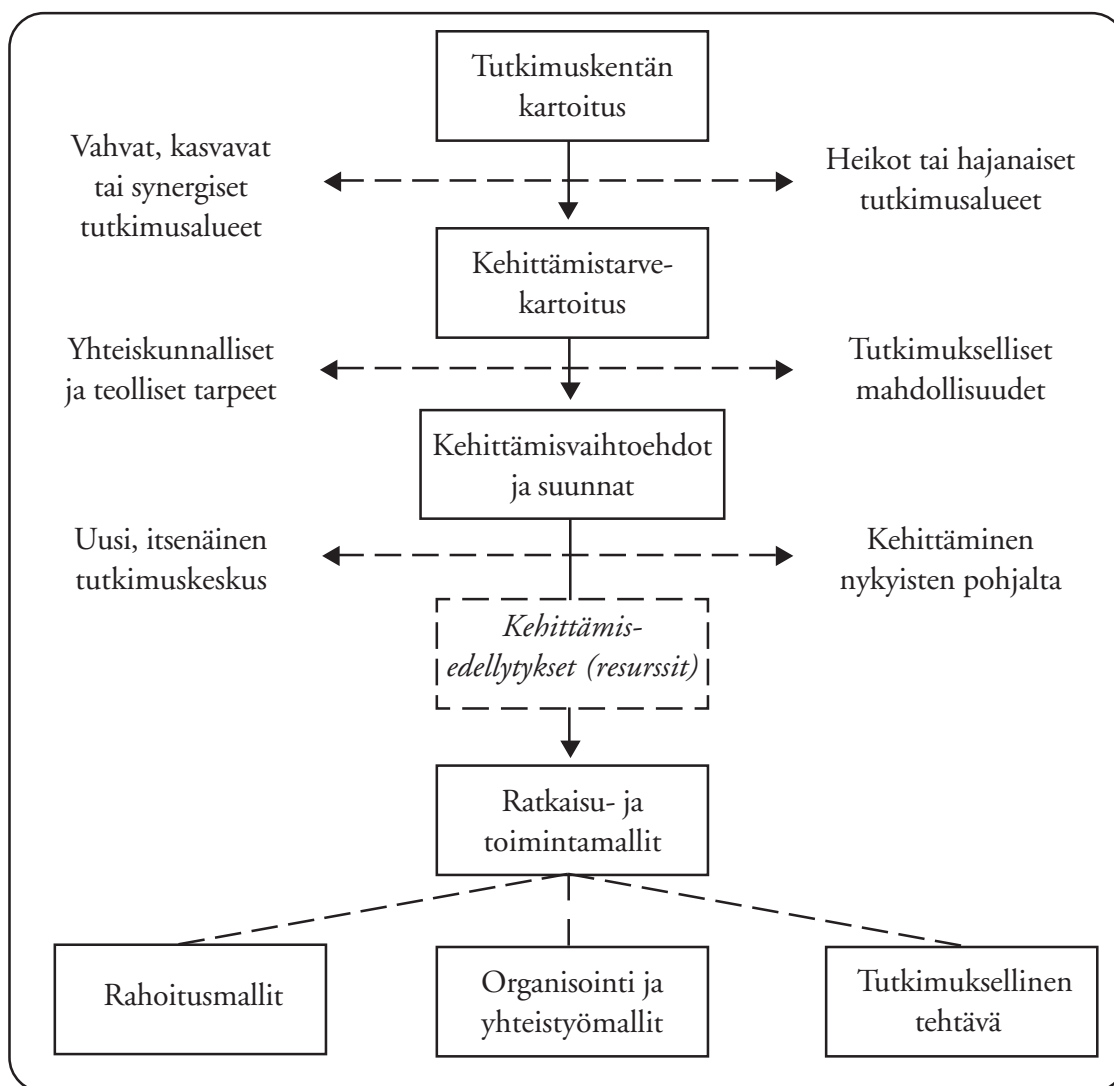 Tutkimuskentän
kartoitus
Vahvat, kasvavat
tai synergiset
tutkimusalueet
Heikot tai hajanaiset
tutkimusalueet
Kehittämistarve-
kartoitus
Yhteiskunnalliset
ja teolliset tarpeet
Tutkimukselliset
mahdollisuudet
Kehittämisvaihtoehdot
ja suunnat
Uusi, itsenäinen
tutkimuskeskus
Kehittäminen
nykyisten pohjalta
Kehittämis-
edellytykset (resurssit)
Ratkaisu- ja
toimintamallit
Rahoitusmallit
Organisointi ja
yhteistyömallit
Tutkimuksellinen
tehtävä